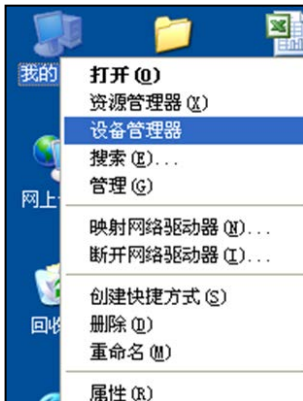 我的
打开(O)
资源管理器(X)
设备管理器
搜索(E)...
管理(G)
网上
映射网络驱动器(N)...
断开网络驱动器(I)...
创建快捷方式(S)
回收
删除(D)
重命名(M)
属性(R)